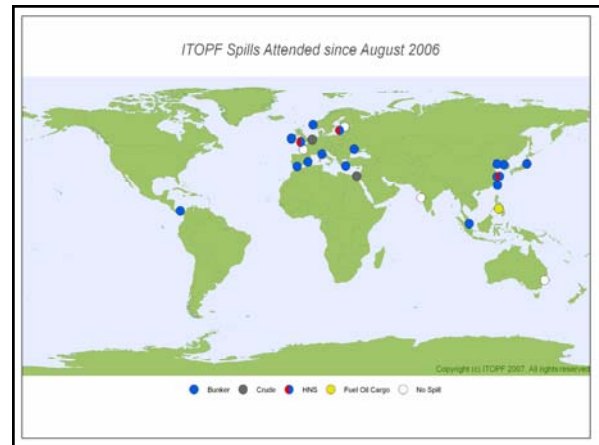 ITOPF Spills Attended since August 2006
Copyright (c) ITOPF 2007. All rights reserved
Bunker Crude HNS Fuel Oil Cargo No Spill